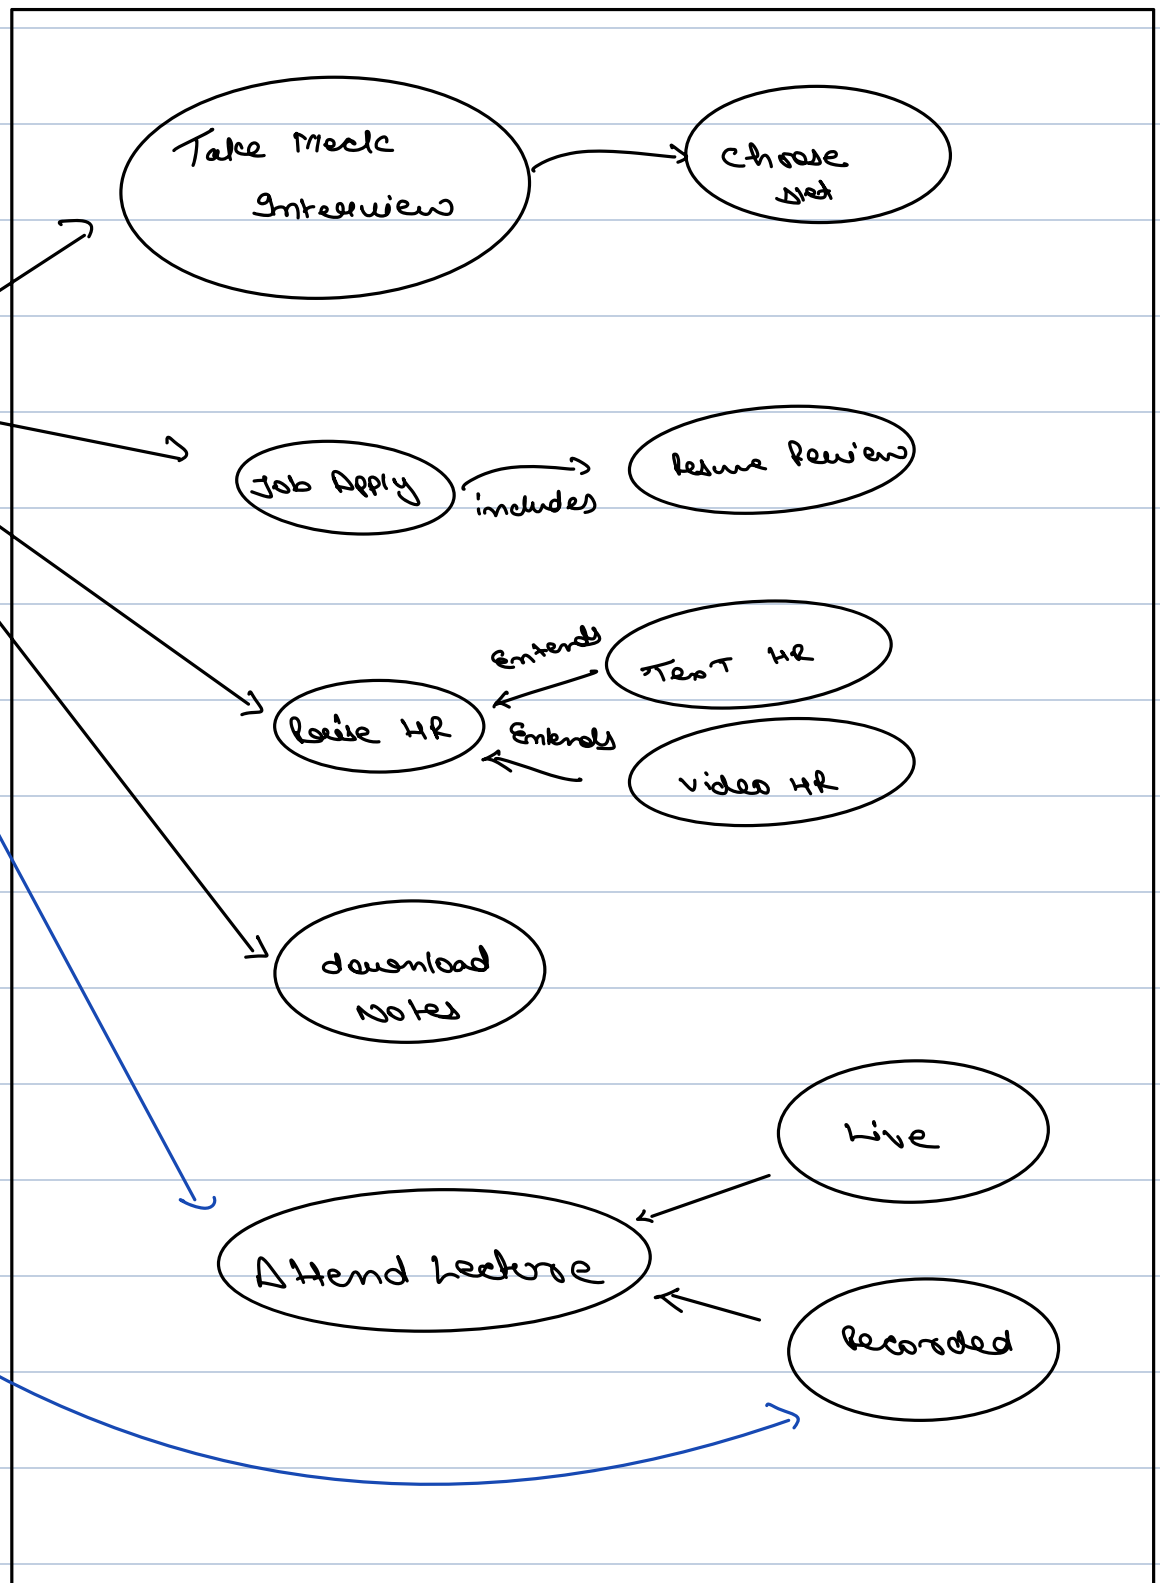 Take Mock
Interview
Choose
slot
Job Apply
includes
Resume Review
Extends
Text HR
Raise HR
Extends
Video HR
download
Notes
Live
Attend Lecture
Recorded